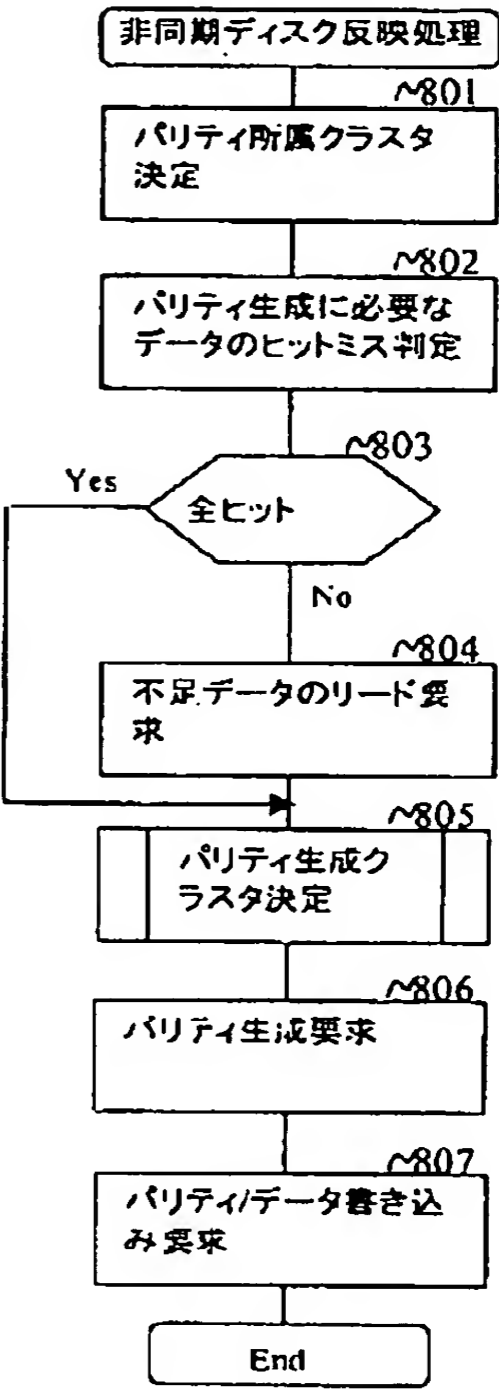 非同期ディスク反映処理
~801
パリティ所属クラスタ
決定
~802
パリティ生成に必要な
データのヒットミス判定
~803
Yes
全ヒット
No
~804
不足データのリード要
求
~805
パリティ生成ク
ラスタ決定
~806
パリティ生成要求
~807
パリティ/データ書き込
み要求
End